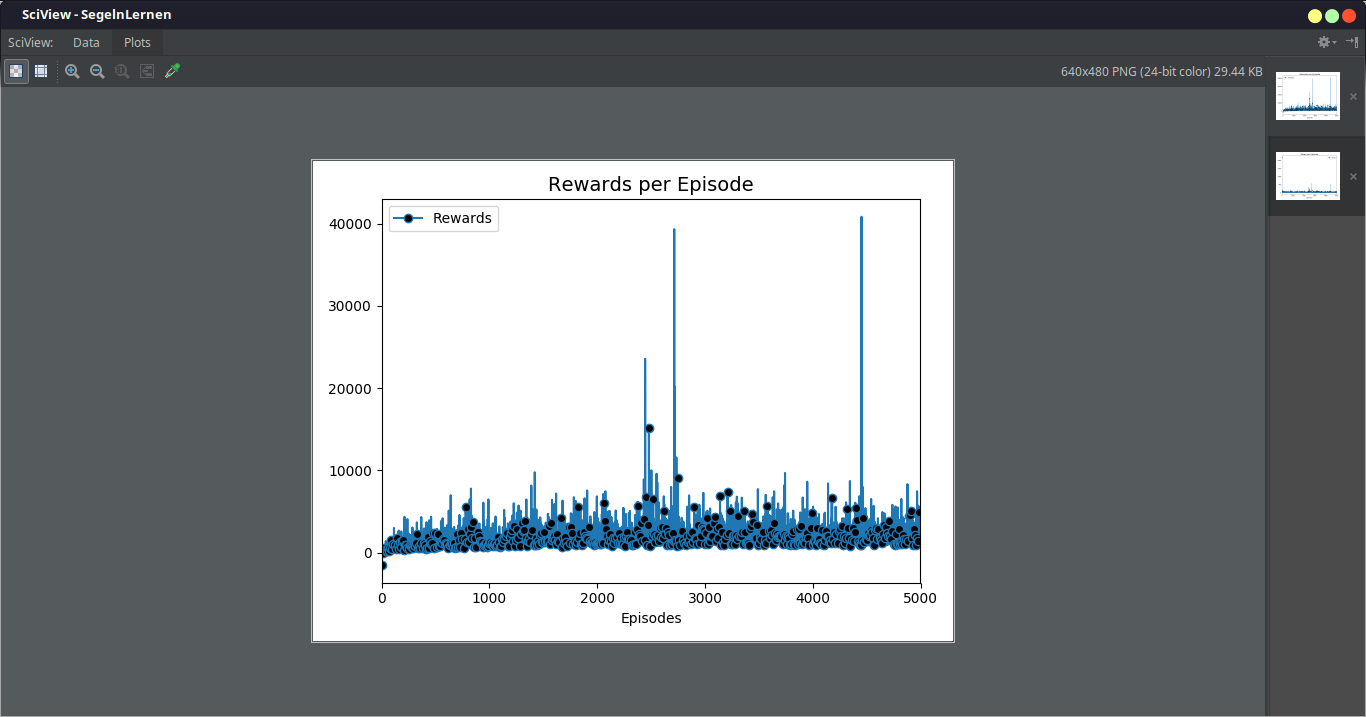 SciView - SegelnLernen
SciView: Data Plots
640x480 PNG (24-bit color) 29.44 KB
Rewards per Episode
Rewards
40000
30000
20000
10000
0
0 1000 2000 3000 4000 5000
Episodes